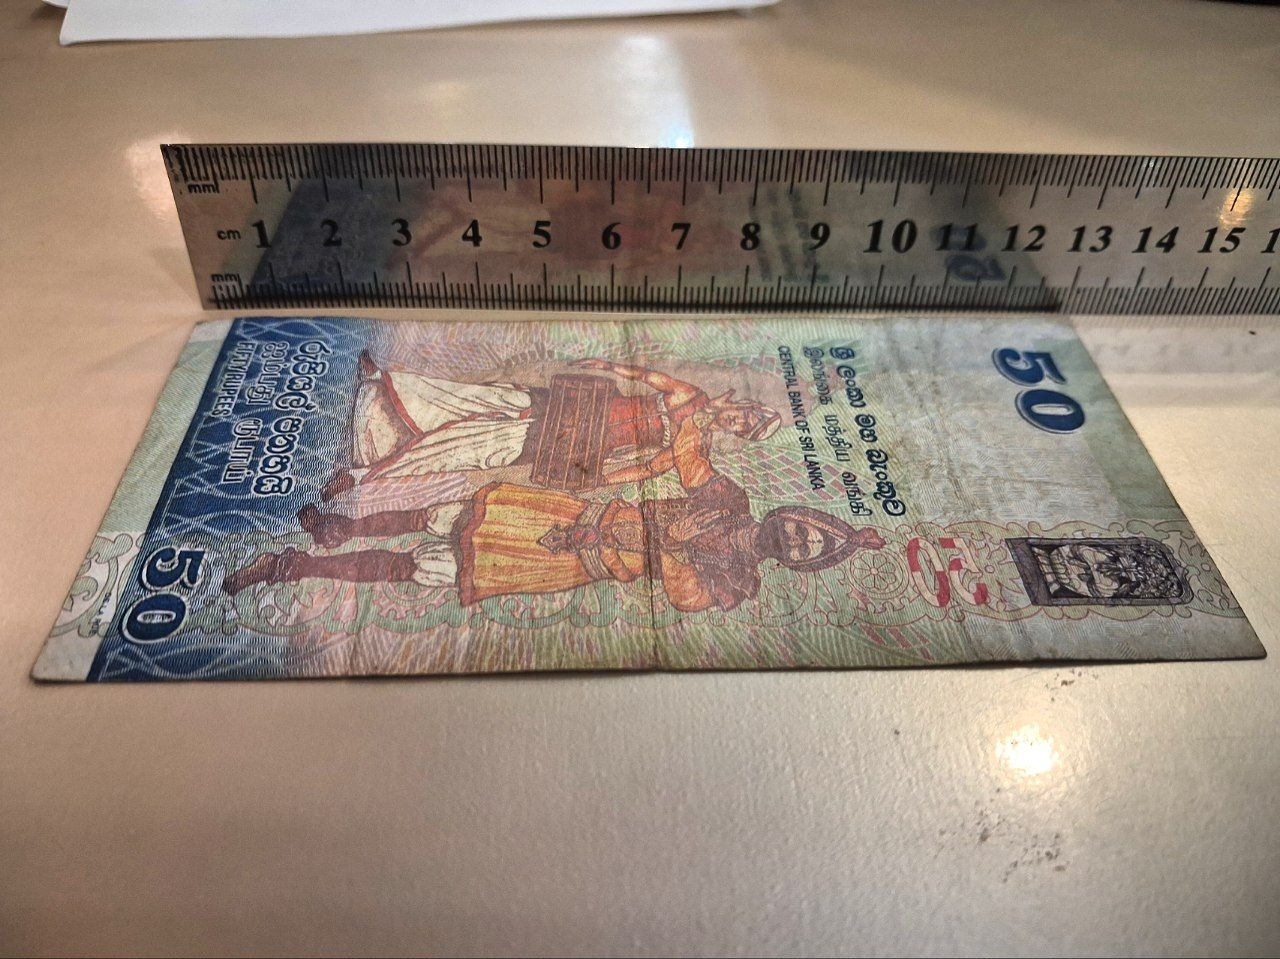 mm
cm 1 2 3 4 5 6 7 8 9 10 11 12 13 14 15 1
mm
ශ්‍රී ලංකා මහ බැංකුව
இலங்கை மத்திய வங்கி
CENTRAL BANK OF SRI LANKA
50
රුපියල් පනහයි
ஐம்பது ரூபாய்
FIFTY RUPEES
50